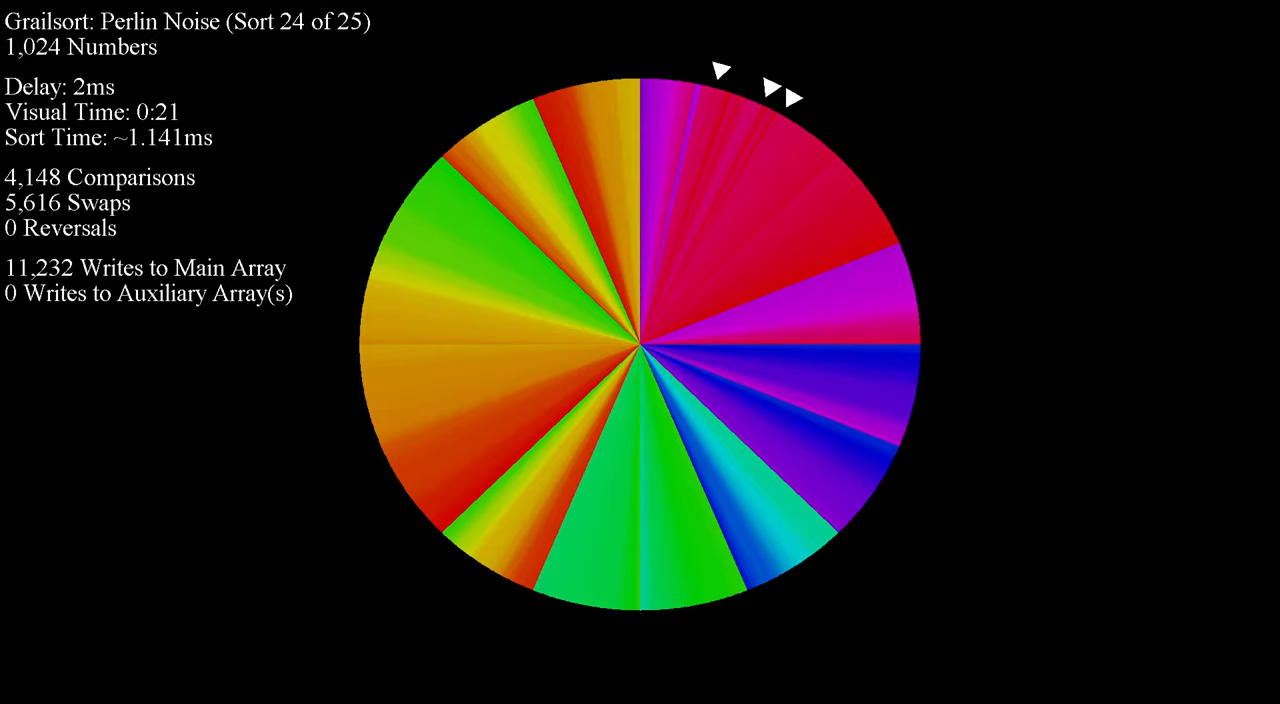 Grailsort: Perlin Noise (Sort 24 of 25)
1,024 Numbers
Delay: 2ms
Visual Time: 0:21
Sort Time: ~1.141ms
4,148 Comparisons
5,616 Swaps
0 Reversals
11,232 Writes to Main Array
0 Writes to Auxiliary Array(s)